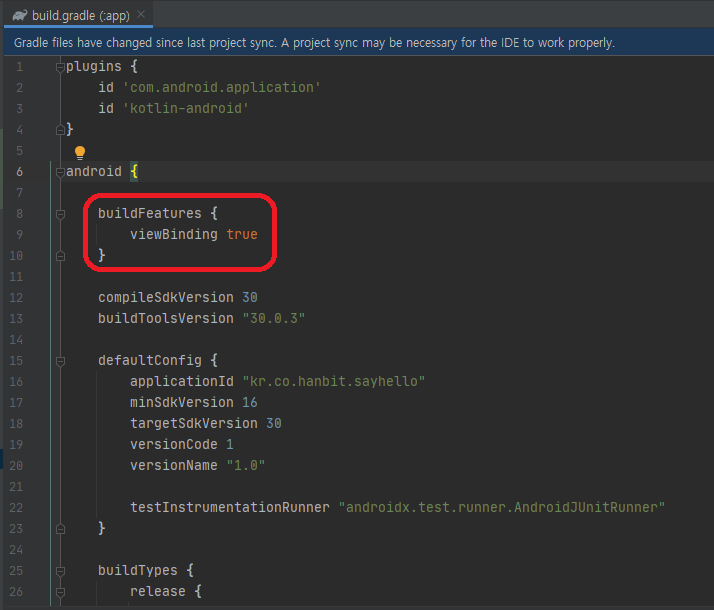 build.gradle (:app)
Gradle files have changed since last project sync. A project sync may be necessary for the IDE to work properly.
1 plugins {
2     id 'com.android.application'
3     id 'kotlin-android'
4 }
5
6 android {
7
8     buildFeatures {
9         viewBinding true
10     }
11
12     compileSdkVersion 30
13     buildToolsVersion "30.0.3"
14
15     defaultConfig {
16         applicationId "kr.co.hanbit.sayhello"
17         minSdkVersion 16
18         targetSdkVersion 30
19         versionCode 1
20         versionName "1.0"
21
22         testInstrumentationRunner "androidx.test.runner.AndroidJUnitRunner"
23     }
24
25     buildTypes {
26         release {